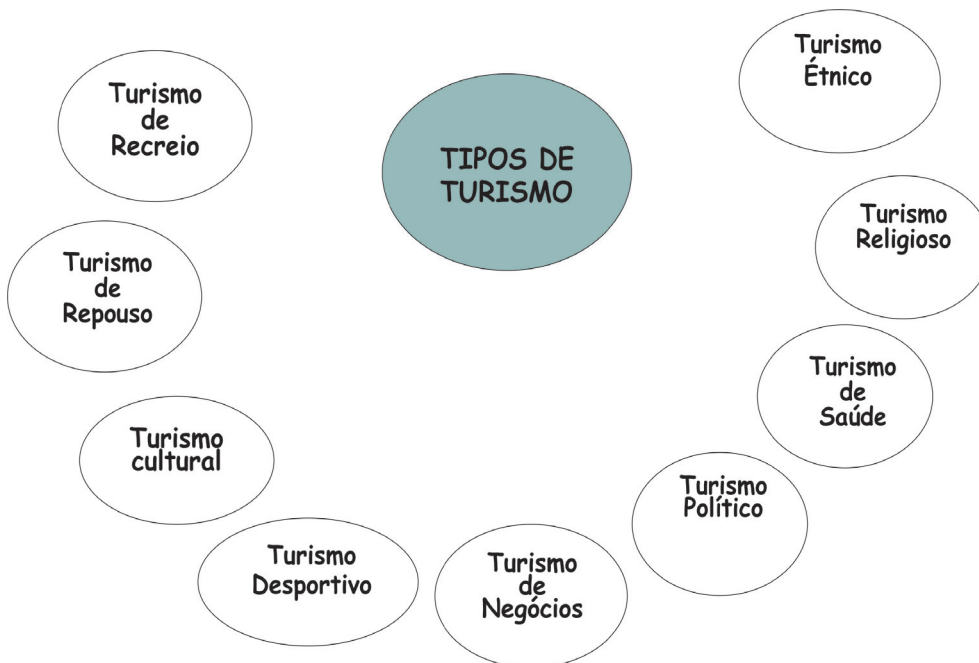 TIPOS DE
TURISMO
Turismo
de
Recreio
Turismo
de
Repouso
Turismo
cultural
Turismo
Desportivo
Turismo
de
Negócios
Turismo
Político
Turismo
de
Saúde
Turismo
Religioso
Turismo
Étnico